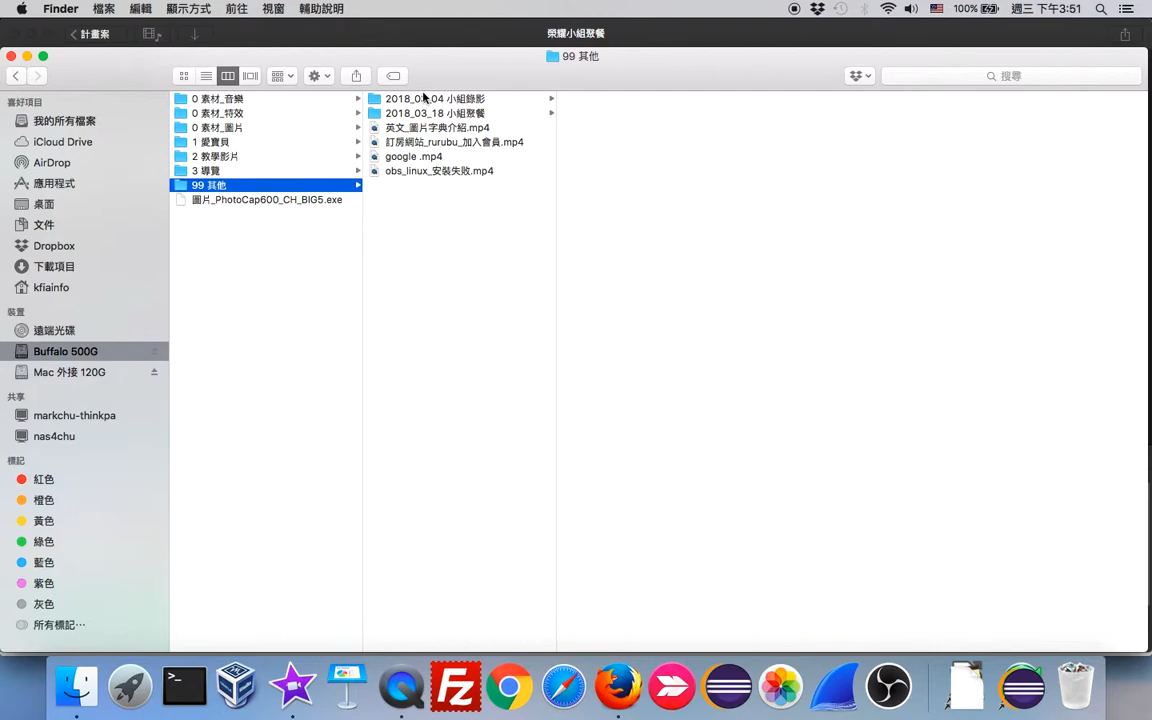 Finder 檔案 編輯 顯示方式 前往 視窗 輔助說明 100% 週三 下午3:51
計畫案 榮耀小組聚餐
99 其他
搜尋
喜好項目
我的所有檔案
iCloud Drive
AirDrop
應用程式
桌面
文件
Dropbox
下載項目
kfiainfo
裝置
遠端光碟
Buffalo 500G
Mac 外接 120G
共享
markchu-thinkpa
nas4chu
標記
紅色
橙色
黃色
綠色
藍色
紫色
灰色
所有標記…
0 素材_音樂
0 素材_特效
0 素材_圖片
1 愛寶貝
2 教學影片
3 導覽
99 其他
圖片_PhotoCap600_CH_BIG5.exe
小組錄影
2018_03_18 小組聚餐
英文_圖片字典介紹.mp4
訂房網站_rurubu_加入會員.mp4
google .mp4
obs_linux_安裝失敗.mp4